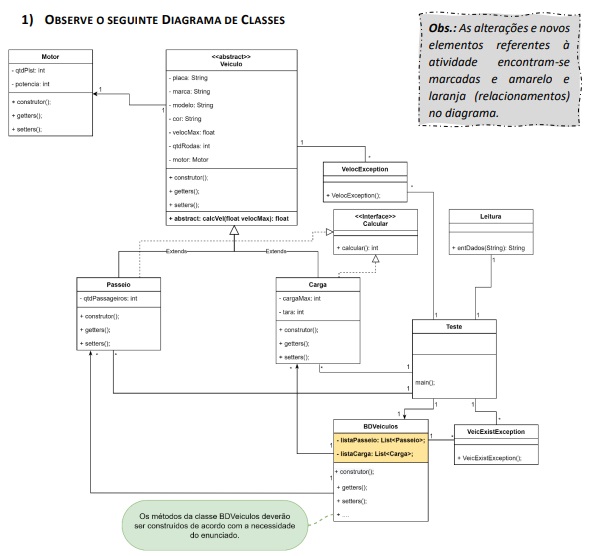 1) OBSERVE O SEGUINTE DIAGRAMA DE CLASSES
Obs.: As alterações e novos
elementos referentes à
atividade encontram-se
marcadas e amarelo e
laranja (relacionamentos)
no diagrama.
Motor
- qtdPist: int
- potencia: int
+ construtor();
+ getters();
+ setters();
1
1
<<abstract>>
Veiculo
- placa: String
- marca: String
- modelo: String
- cor: String
- velocMax: float
- qtdRodas: int
- motor: Motor
+ construtor();
+ getters();
+ setters();
+ abstract: calcVel(float velocMax): float
1
*
VelocException
+ VelocException();
*
<<Interface>>
Calcular
+ calcular(): int
Leitura
+ entDados(String): String
1
Extends
Extends
Passeio
- qtdPassageiros: int
+ construtor();
+ getters();
+ setters();
* *
Carga
- cargaMax: int
- tara: int
+ construtor();
+ getters();
+ setters();
* *
1 1
Teste
main();
1
1
1 1
1
*
BDVeiculos
- listaPasseio: List<Passeio>;
- listaCarga: List<Carga>;
+ construtor();
+ getters();
+ setters();
+ ....
1
1
1
*
VeicExistException
+ VeicExistException();
Os métodos da classe BDVeiculos deverão
ser construídos de acordo com a necessidade
do enunciado.